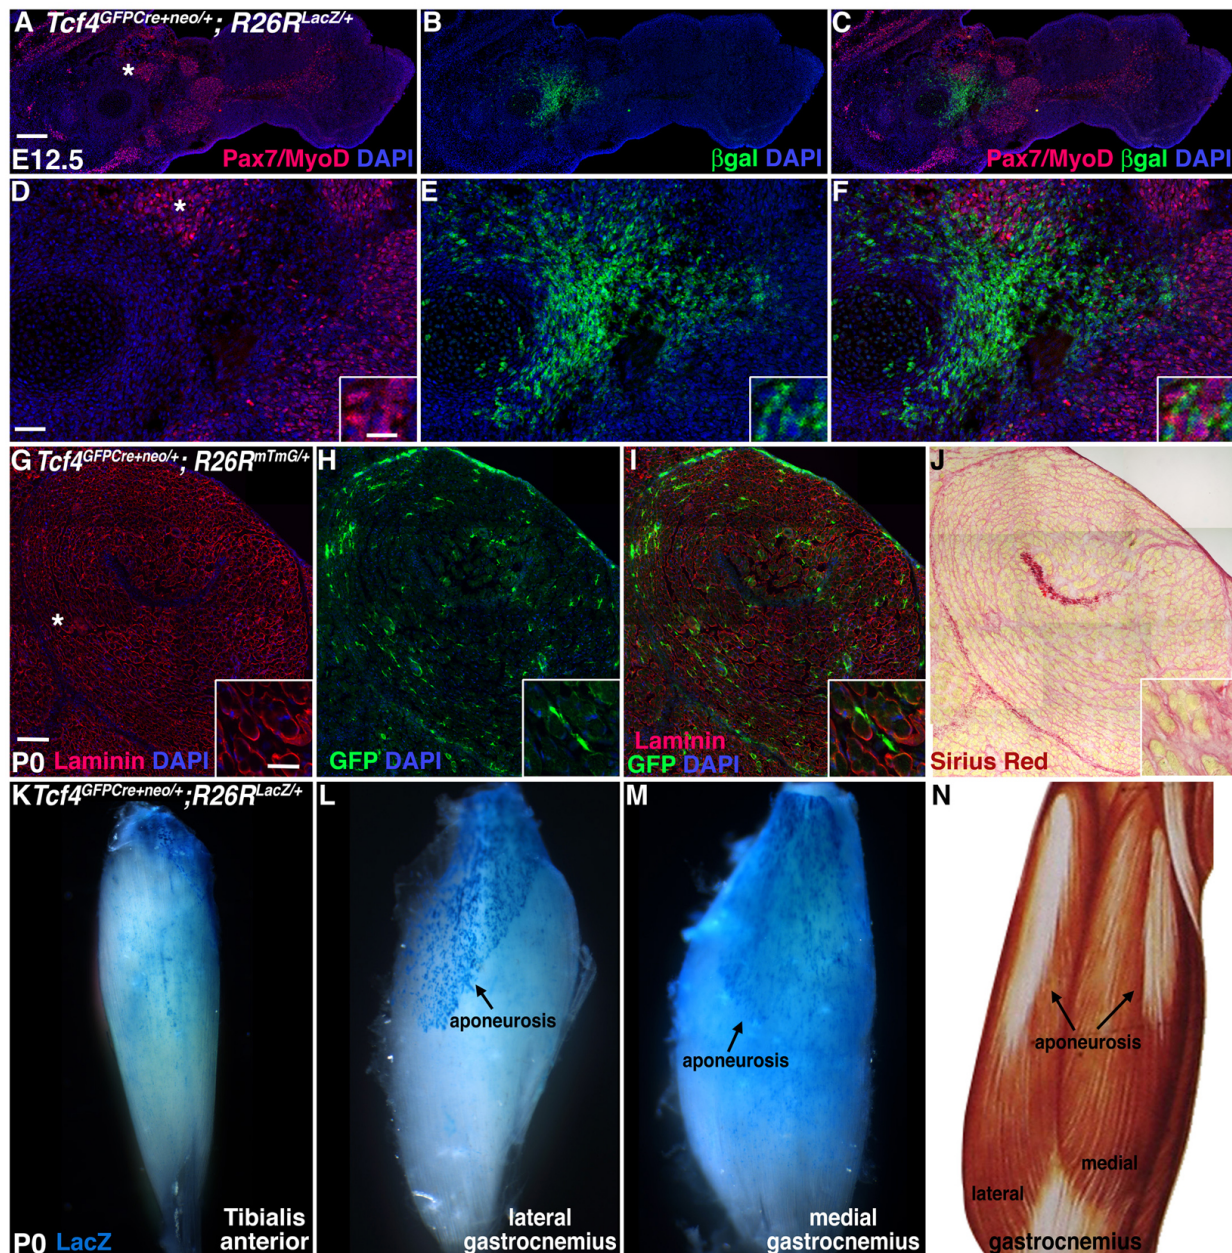 A Tcf4GFPCre+neo/+; R26RLacZ/+
B
C
*
E12.5
Pax7/MyoD DAPI
βgal DAPI
Pax7/MyoD βgal DAPI
D
E
F
*
G Tcf4GFPCre+neo/+; R26RmTmG/+
H
I
J
*
P0 Laminin DAPI
GFP DAPI
Laminin
GFP DAPI
Sirius Red
K Tcf4GFPCre+neo/+;R26RLacZ/+
L
M
N
aponeurosis
aponeurosis
aponeurosis
lateral
medial
P0 LacZ
Tibialis
anterior
lateral
gastrocnemius
medial
gastrocnemius
gastrocnemius